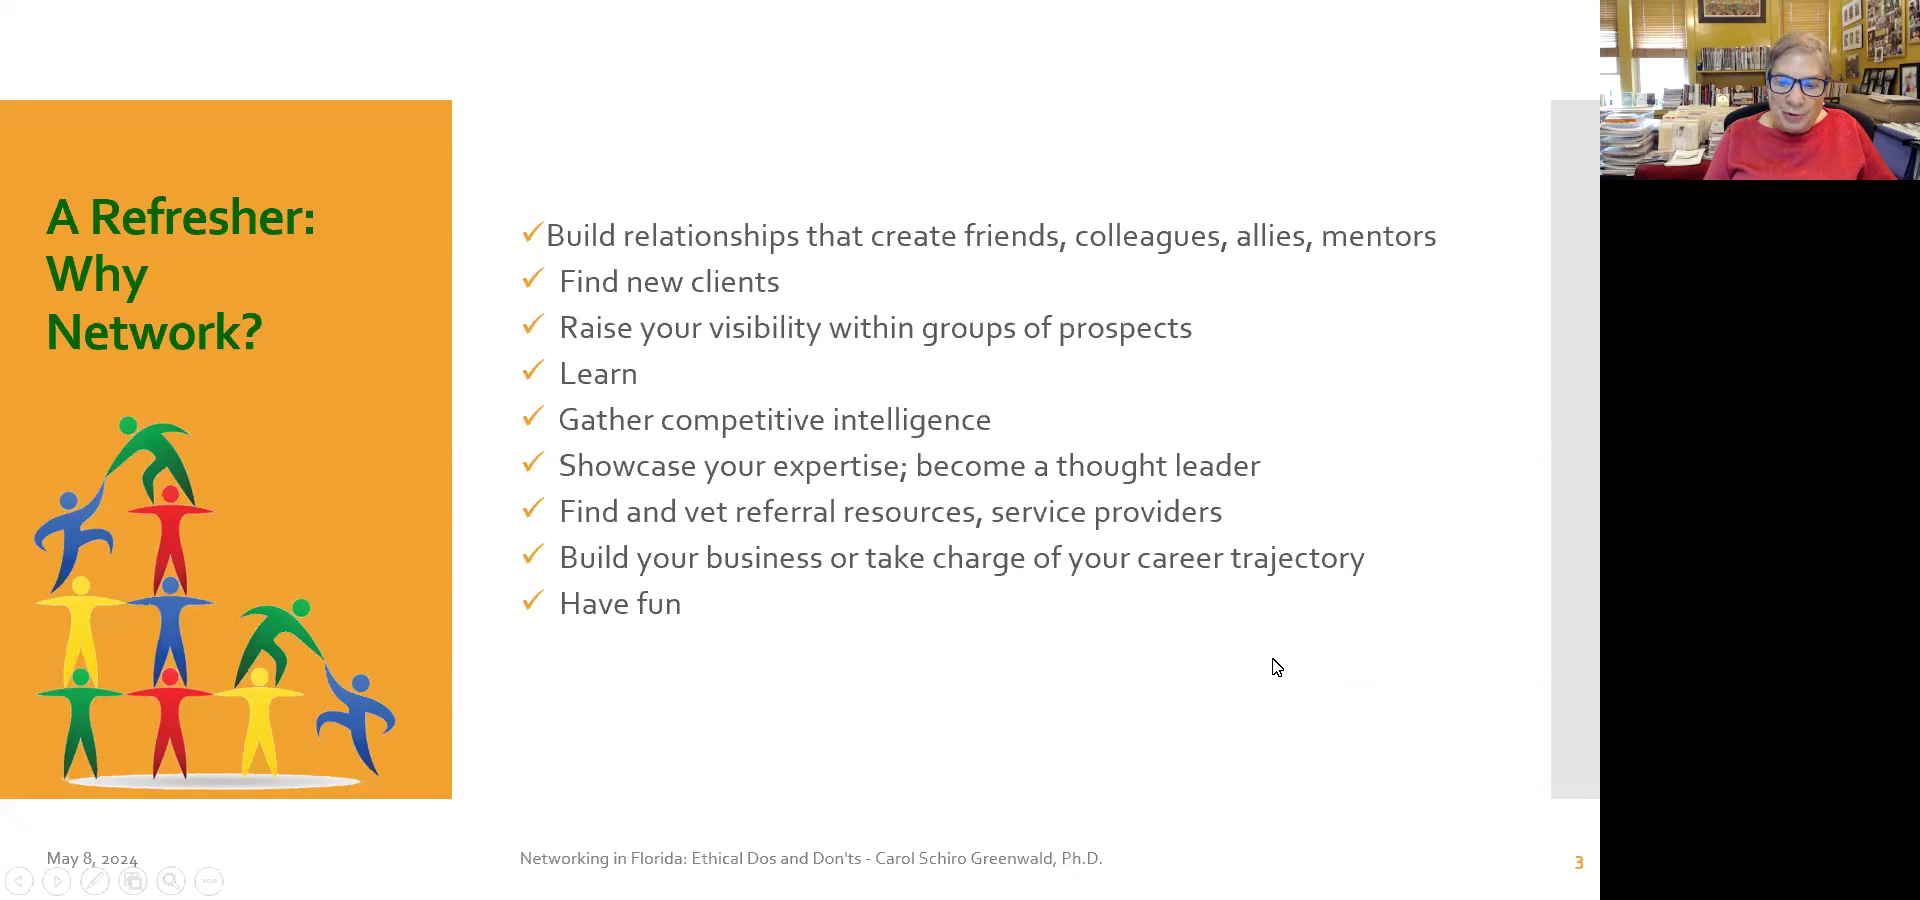 A Refresher:
Why
Network?
✓Build relationships that create friends, colleagues, allies, mentors
✓ Find new clients
✓ Raise your visibility within groups of prospects
✓ Learn
✓ Gather competitive intelligence
✓ Showcase your expertise; become a thought leader
✓ Find and vet referral resources, service providers
✓ Build your business or take charge of your career trajectory
✓ Have fun
May 8, 2024
Networking in Florida: Ethical Dos and Don'ts - Carol Schiro Greenwald, Ph.D.
3